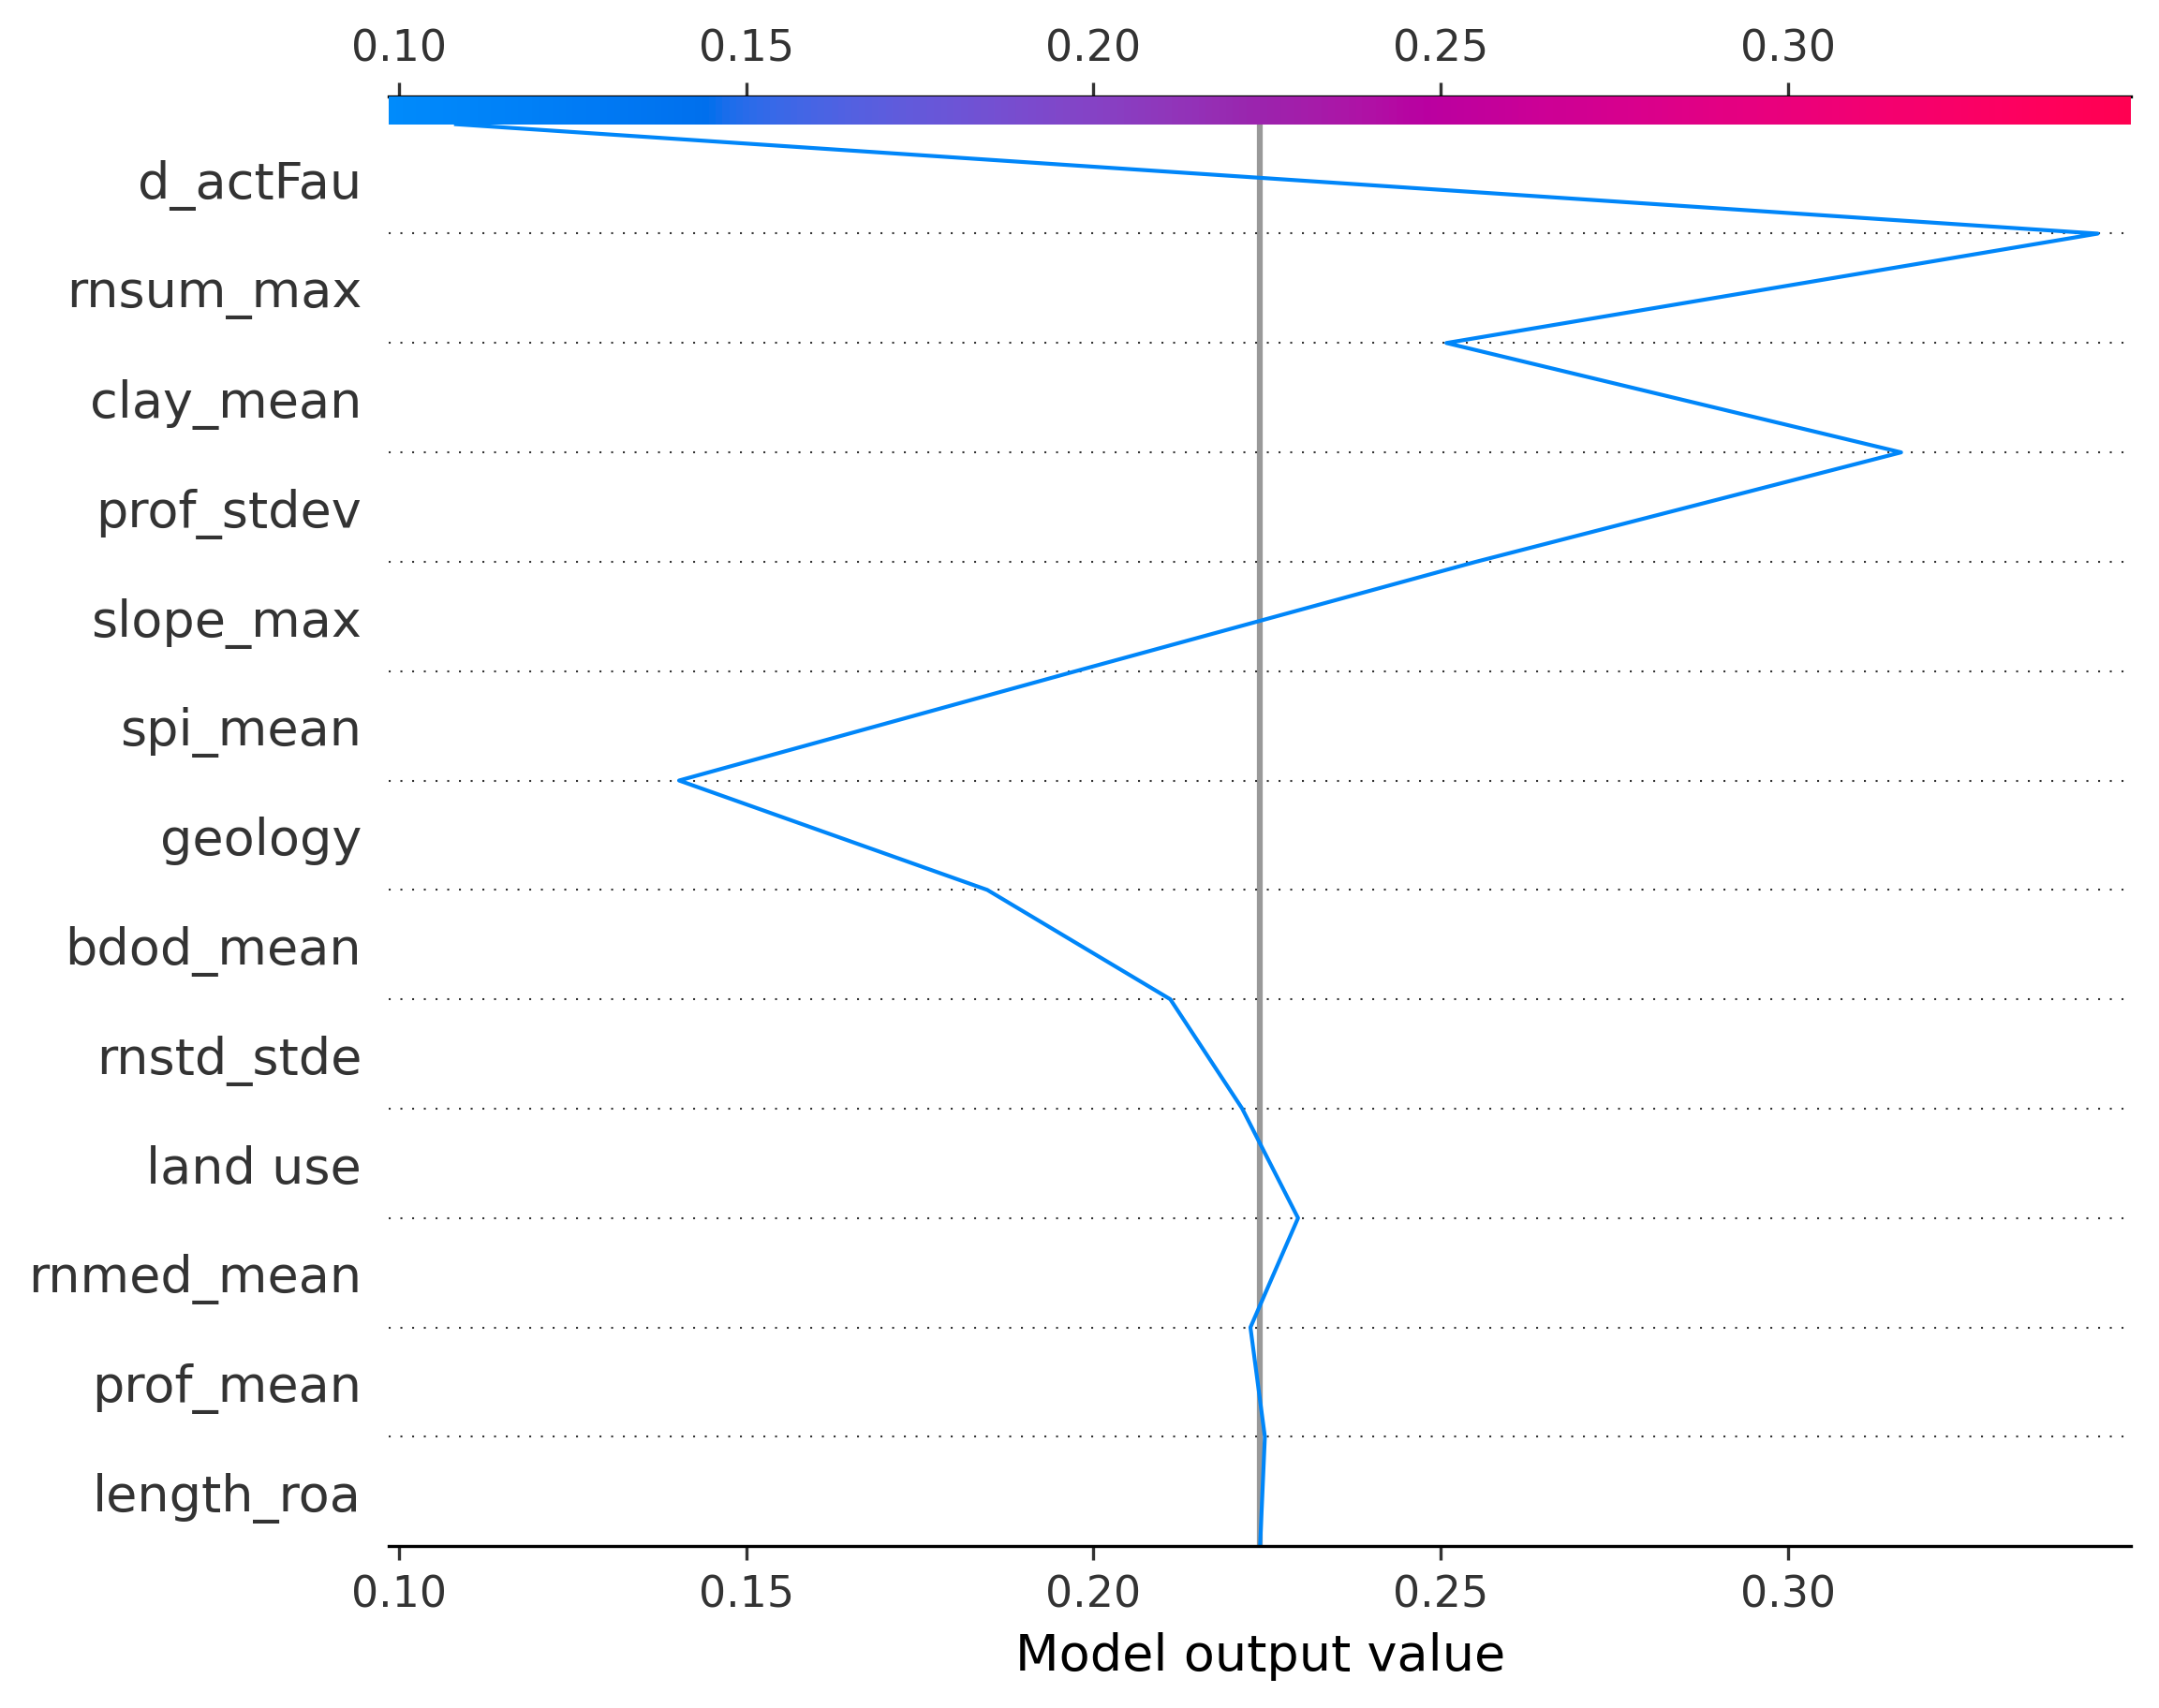 0.10 0.15 0.20 0.25 0.30
d_actFau
rnsum_max
clay_mean
prof_stdev
slope_max
spi_mean
geology
bdod_mean
rnstd_stde
land use
rnmed_mean
prof_mean
length_roa
0.10 0.15 0.20 0.25 0.30
Model output value